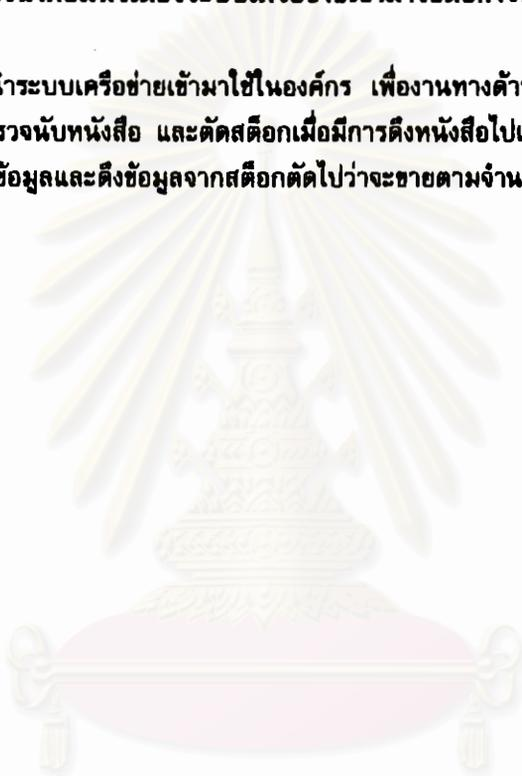 ำระบบเครือข่ายเข้ามาใช้ในองค์กร เพื่องานทางด้า
รวจนับหนังสือ และตัดสต็อกเมื่อมีการดึงหนังสือไป
ข้อมูลและดึงข้อมูลจากสต็อกตัดไปว่าจะขายตามจำน